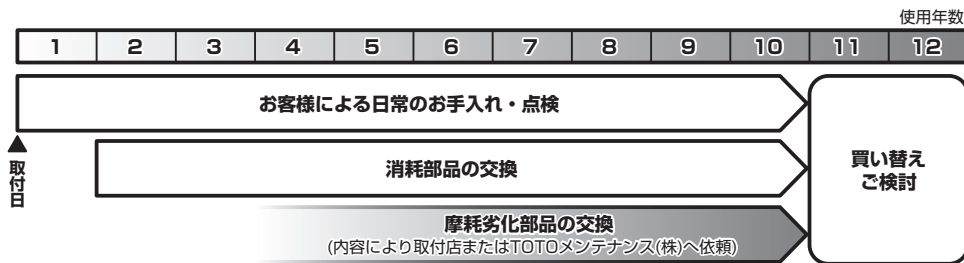 使用年数
1 2 3 4 5 6 7 8 9 10 11 12
お客様による日常のお手入れ・点検
取付日
消耗部品の交換
買い替え
ご検討
摩耗劣化部品の交換
(内容により取付店またはTOTOメンテナンス(株)へ依頼)